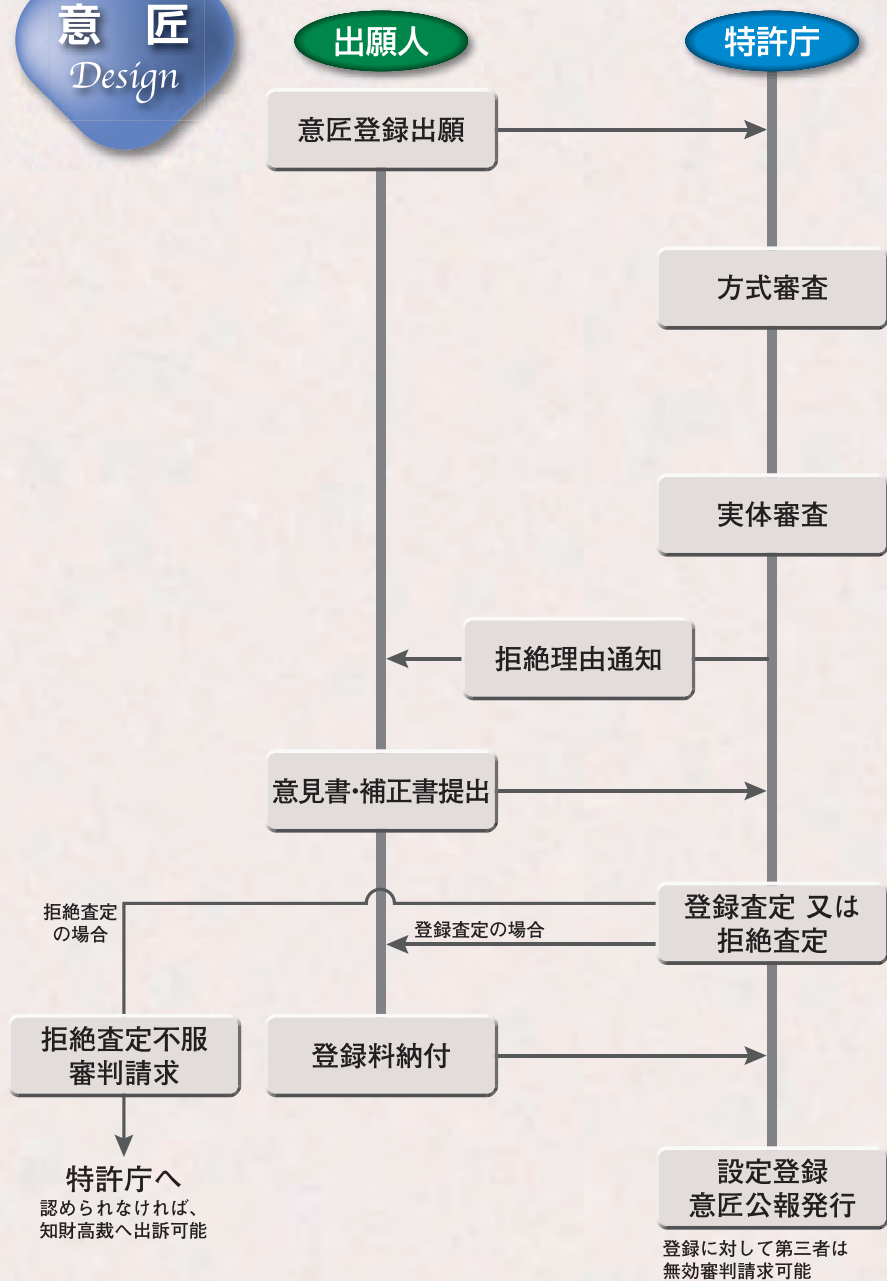 意 匠
Design
出願人
特許庁
意匠登録出願
方式審査
実体審査
拒絶理由通知
意見書・補正書提出
登録査定 又は
拒絶査定
拒絶査定
の場合
登録査定の場合
拒絶査定不服
審判請求
登録料納付
特許庁へ
認められなければ、
知財高裁へ出訴可能
設定登録
意匠公報発行
登録に対して第三者は
無効審判請求可能